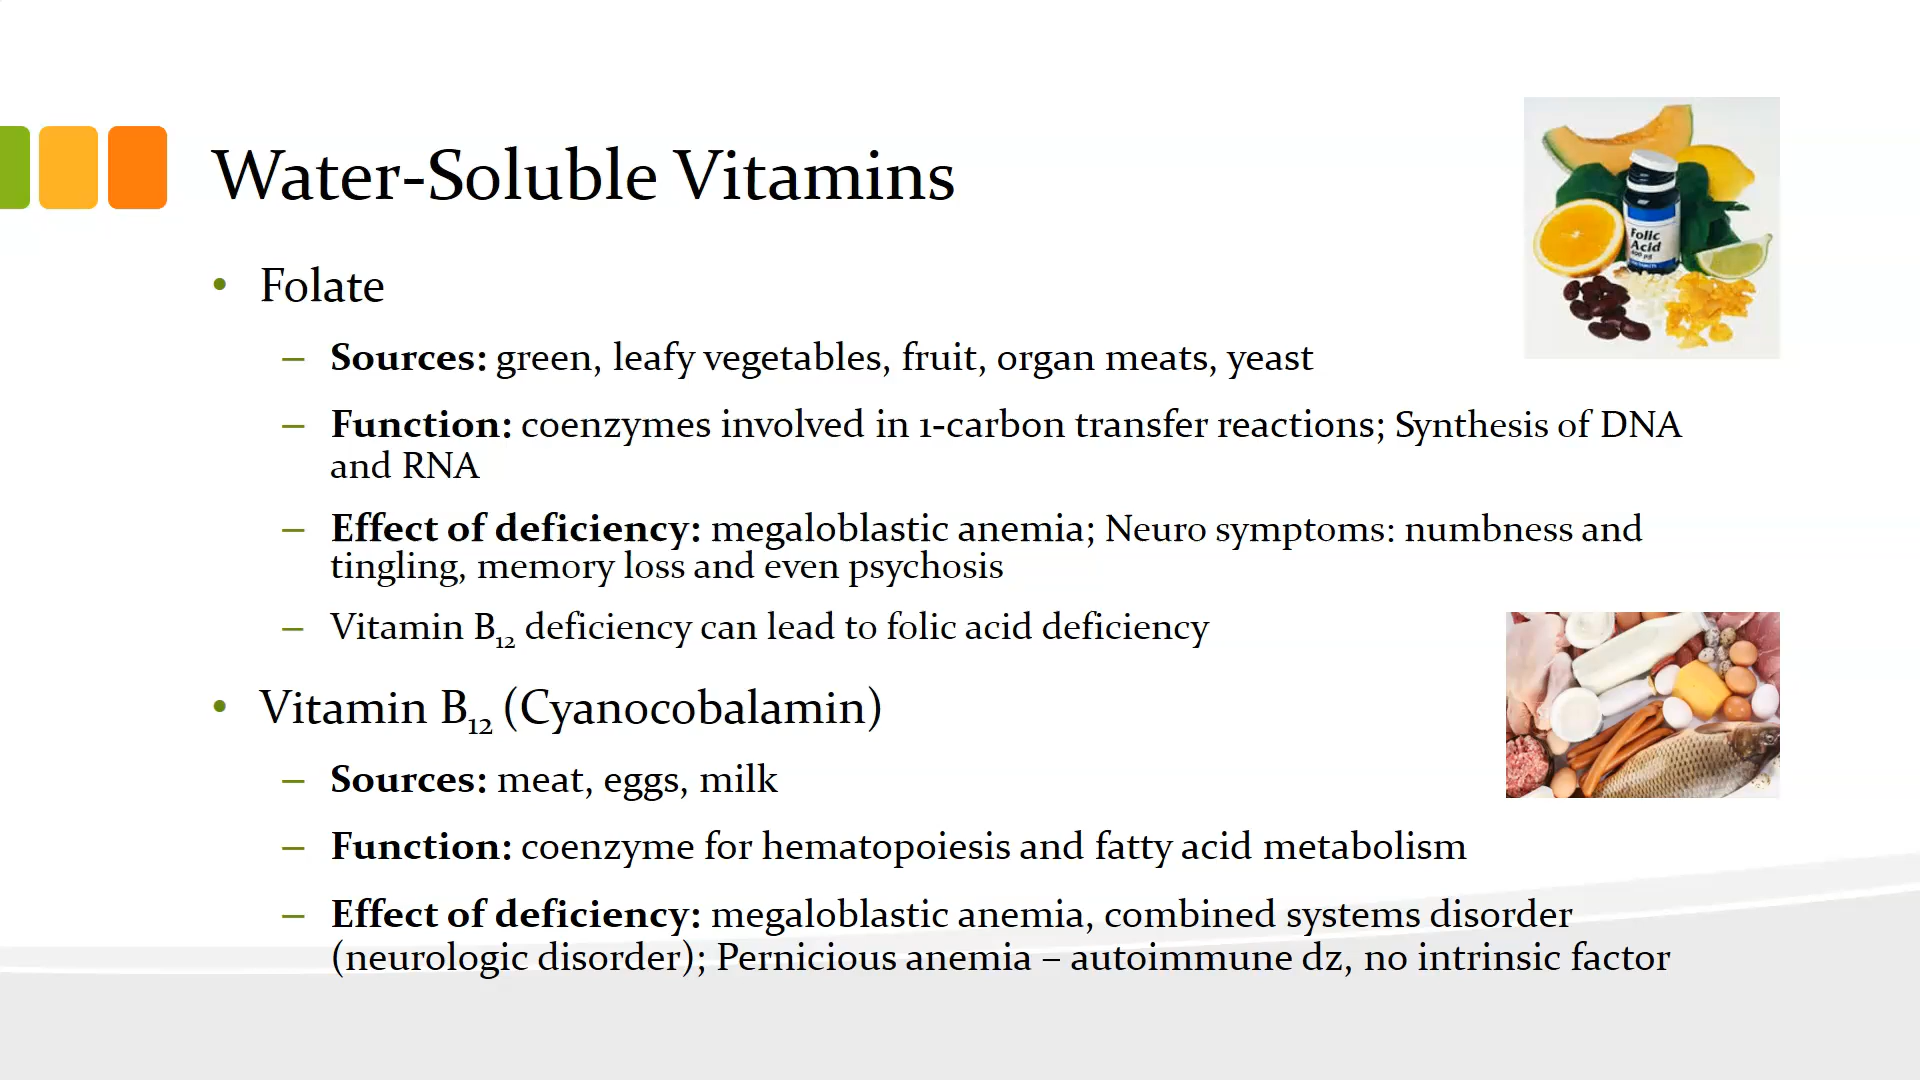 Water-Soluble Vitamins
Folic
Acid
• Folate
– Sources: green, leafy vegetables, fruit, organ meats, yeast
– Function: coenzymes involved in 1-carbon transfer reactions; Synthesis of DNA
and RNA
– Effect of deficiency: megaloblastic anemia; Neuro symptoms: numbness and
tingling, memory loss and even psychosis
– Vitamin B12 deficiency can lead to folic acid deficiency
• Vitamin B12 (Cyanocobalamin)
– Sources: meat, eggs, milk
– Function: coenzyme for hematopoiesis and fatty acid metabolism
– Effect of deficiency: megaloblastic anemia, combined systems disorder
(neurologic disorder); Pernicious anemia – autoimmune dz, no intrinsic factor